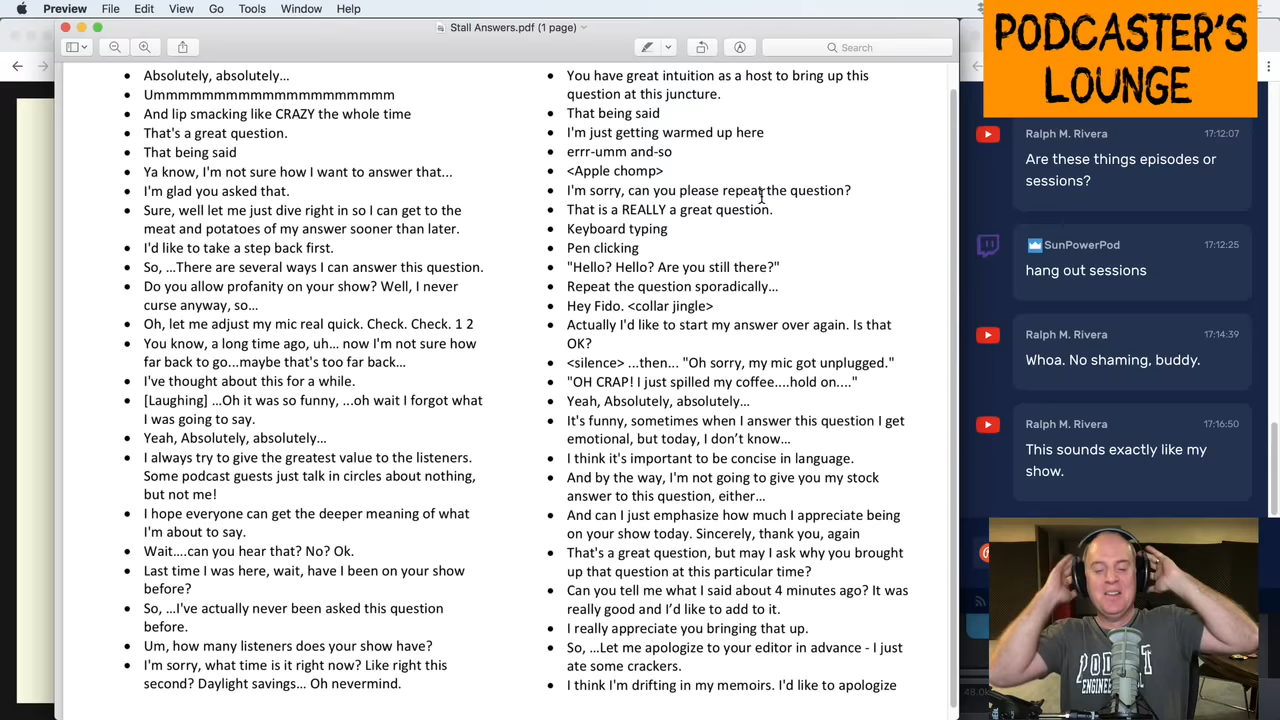 Preview File Edit View Go Tools Window Help
Stall Answers.pdf (1 page)
Search
Absolutely, absolutely…
Ummmmmmmmmmmmmmmmmmmm
And lip smacking like CRAZY the whole time
That's a great question.
That being said
Ya know, I'm not sure how I want to answer that...
I'm glad you asked that.
Sure, well let me just dive right in so I can get to the
meat and potatoes of my answer sooner than later.
I'd like to take a step back first.
So, …There are several ways I can answer this question.
Do you allow profanity on your show? Well, I never
curse anyway, so…
Oh, let me adjust my mic real quick. Check. Check. 1 2
You know, a long time ago, uh... now I'm not sure how
far back to go...maybe that's too far back…
I've thought about this for a while.
[Laughing] …Oh it was so funny, ...oh wait I forgot what
I was going to say.
Yeah, Absolutely, absolutely…
I always try to give the greatest value to the listeners.
Some podcast guests just talk in circles about nothing,
but not me!
I hope everyone can get the deeper meaning of what
I'm about to say.
Wait....can you hear that? No? Ok.
Last time I was here, wait, have I been on your show
before?
So, …I've actually never been asked this question
before.
Um, how many listeners does your show have?
I'm sorry, what time is it right now? Like right this
second? Daylight savings… Oh nevermind.
You have great intuition as a host to bring up this
question at this juncture.
That being said
I'm just getting warmed up here
errr-umm and-so
<Apple chomp>
I'm sorry, can you please repeat the question?
That is a REALLY a great question.
Keyboard typing
Pen clicking
"Hello? Hello? Are you still there?"
Repeat the question sporadically…
Hey Fido. <collar jingle>
Actually I'd like to start my answer over again. Is that
OK?
<silence> ...then... "Oh sorry, my mic got unplugged."
"OH CRAP! I just spilled my coffee....hold on...."
Yeah, Absolutely, absolutely…
It's funny, sometimes when I answer this question I get
emotional, but today, I don’t know…
I think it's important to be concise in language.
And by the way, I'm not going to give you my stock
answer to this question, either…
And can I just emphasize how much I appreciate being
on your show today. Sincerely, thank you, again
That's a great question, but may I ask why you brought
up that question at this particular time?
Can you tell me what I said about 4 minutes ago? It was
really good and I’d like to add to it.
I really appreciate you bringing that up.
So, …Let me apologize to your editor in advance - I just
ate some crackers.
I think I'm drifting in my memoirs. I'd like to apologize
PODCASTER'S
LOUNGE
Ralph M. Rivera 17:12:07
Are these things episodes or
sessions?
SunPowerPod 17:12:25
hang out sessions
Ralph M. Rivera 17:14:39
Whoa. No shaming, buddy.
Ralph M. Rivera 17:16:50
This sounds exactly like my
show.
48.0
PODCAST
ENGINEER